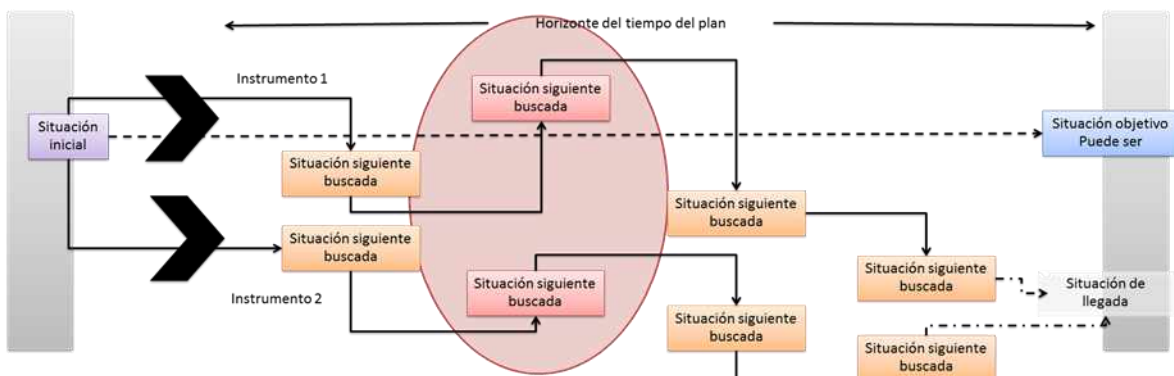 Horizonte del tiempo del plan
Instrumento 1
Situación siguiente
buscada
Situación
inicial
Situación objetivo
Puede ser
Situación siguiente
buscada
Situación siguiente
buscada
Situación siguiente
buscada
Instrumento 2
Situación siguiente
buscada
Situación siguiente
buscada
Situación de
llegada
Situación siguiente
buscada
Situación siguiente
buscada